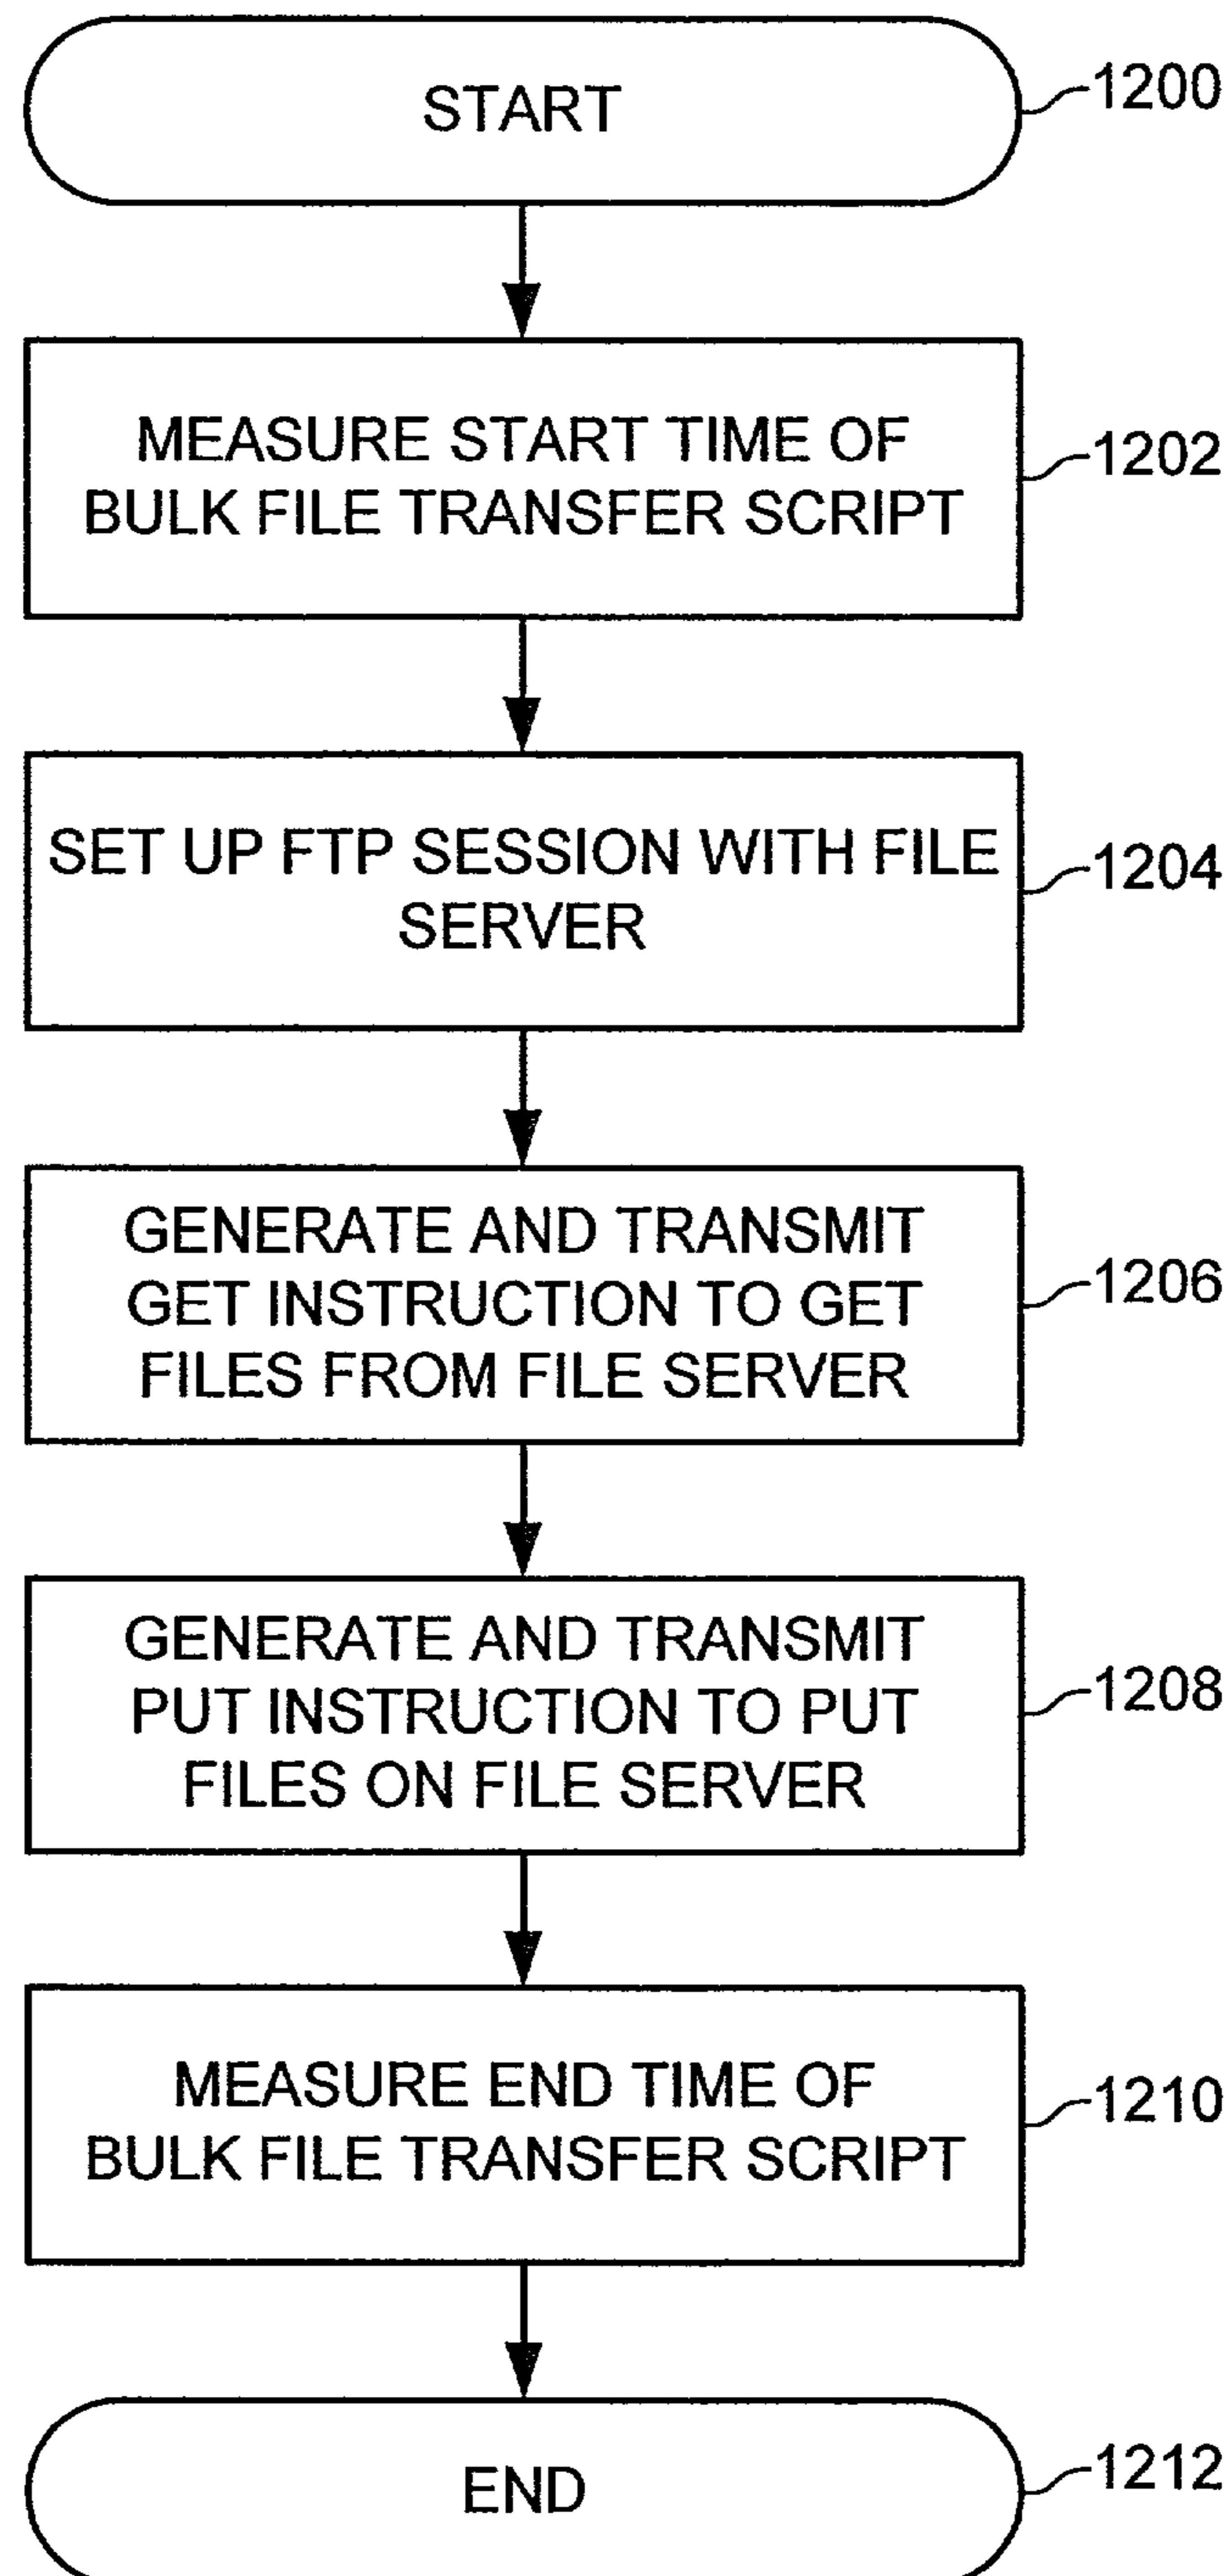 START
1200
MEASURE START TIME OF
BULK FILE TRANSFER SCRIPT
1202
SET UP FTP SESSION WITH FILE
SERVER
1204
GENERATE AND TRANSMIT
GET INSTRUCTION TO GET
FILES FROM FILE SERVER
1206
GENERATE AND TRANSMIT
PUT INSTRUCTION TO PUT
FILES ON FILE SERVER
1208
MEASURE END TIME OF
BULK FILE TRANSFER SCRIPT
1210
END
1212